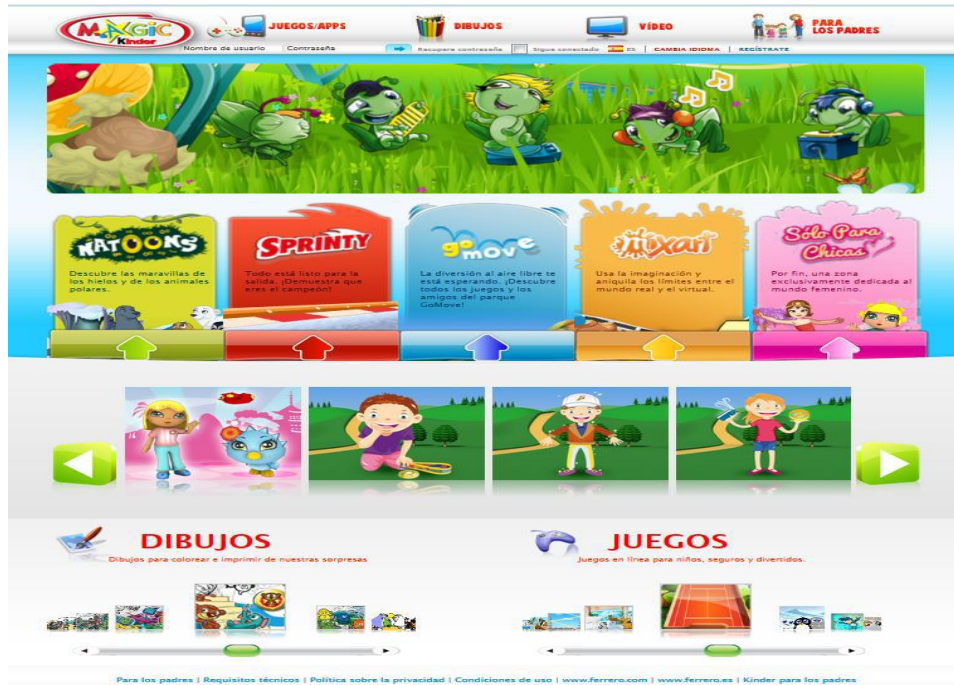 MAGIC
Kinder
JUEGOS/APPS
DIBUJOS
VÍDEO
PARA
LOS PADRES
Nombre de usuario
Contraseña
Recupera contraseña
Sigue conectado
ES | CAMBIA IDIOMA | REGÍSTRATE
NATOONS
Descubre las maravillas de
los hielos y de los animales
polares.
SPRINTY
Todo está listo para la
salida. ¡Demuestra que
eres el campeón!
go
move
La diversión al aire libre te
está esperando. ¡Descubre
todos los juegos y los
amigos del parque
GoMove!
Mixart
Usa la imaginación y
aniquila los límites entre el
mundo real y el virtual.
Sólo Para
Chicas
Por fin, una zona
exclusivamente dedicada al
mundo femenino.
DIBUJOS
Dibujos para colorear e imprimir de nuestras sorpresas
JUEGOS
Juegos en línea para niños, seguros y divertidos.
Para los padres | Requisitos técnicos | Política sobre la privacidad | Condiciones de uso | www.ferrero.com | www.ferrero.es | Kinder para los padres